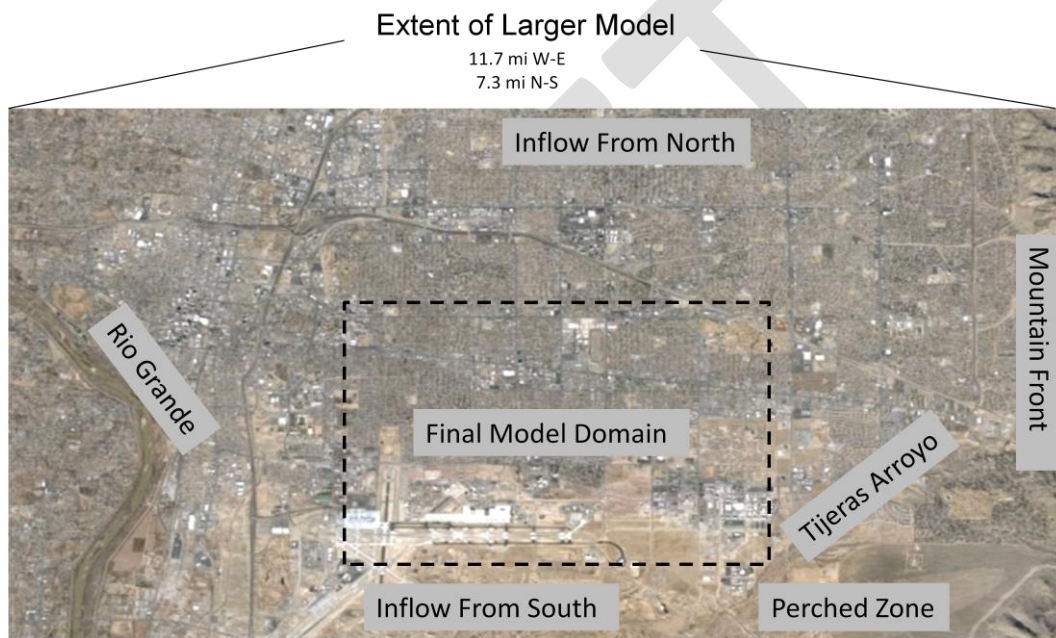 Extent of Larger Model
11.7 mi W-E
7.3 mi N-S
Inflow From North
Mountain Front
Rio Grande
Final Model Domain
Tijeras Arroyo
Inflow From South
Perched Zone